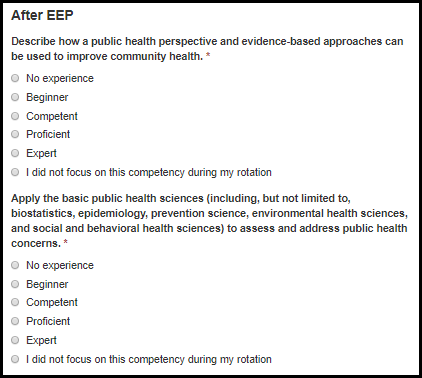 After EEP
Describe how a public health perspective and evidence-based approaches can
be used to improve community health. *
No experience
Beginner
Competent
Proficient
Expert
I did not focus on this competency during my rotation
Apply the basic public health sciences (including, but not limited to,
biostatistics, epidemiology, prevention science, environmental health sciences,
and social and behavioral health sciences) to assess and address public health
concerns. *
No experience
Beginner
Competent
Proficient
Expert
I did not focus on this competency during my rotation